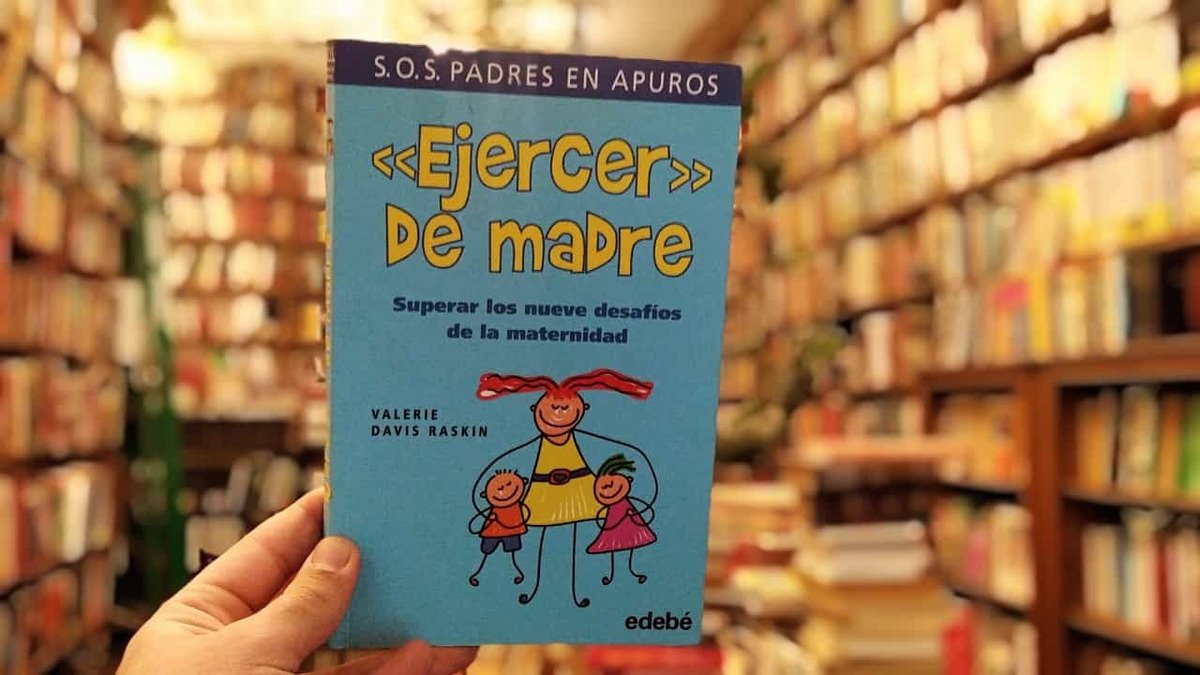 S.O.S. PADRES EN APUROS
«Ejercer»
DE madre
Superar los nueve desafíos
de la maternidad
VALERIE
DAVIS RASKIN
edebé